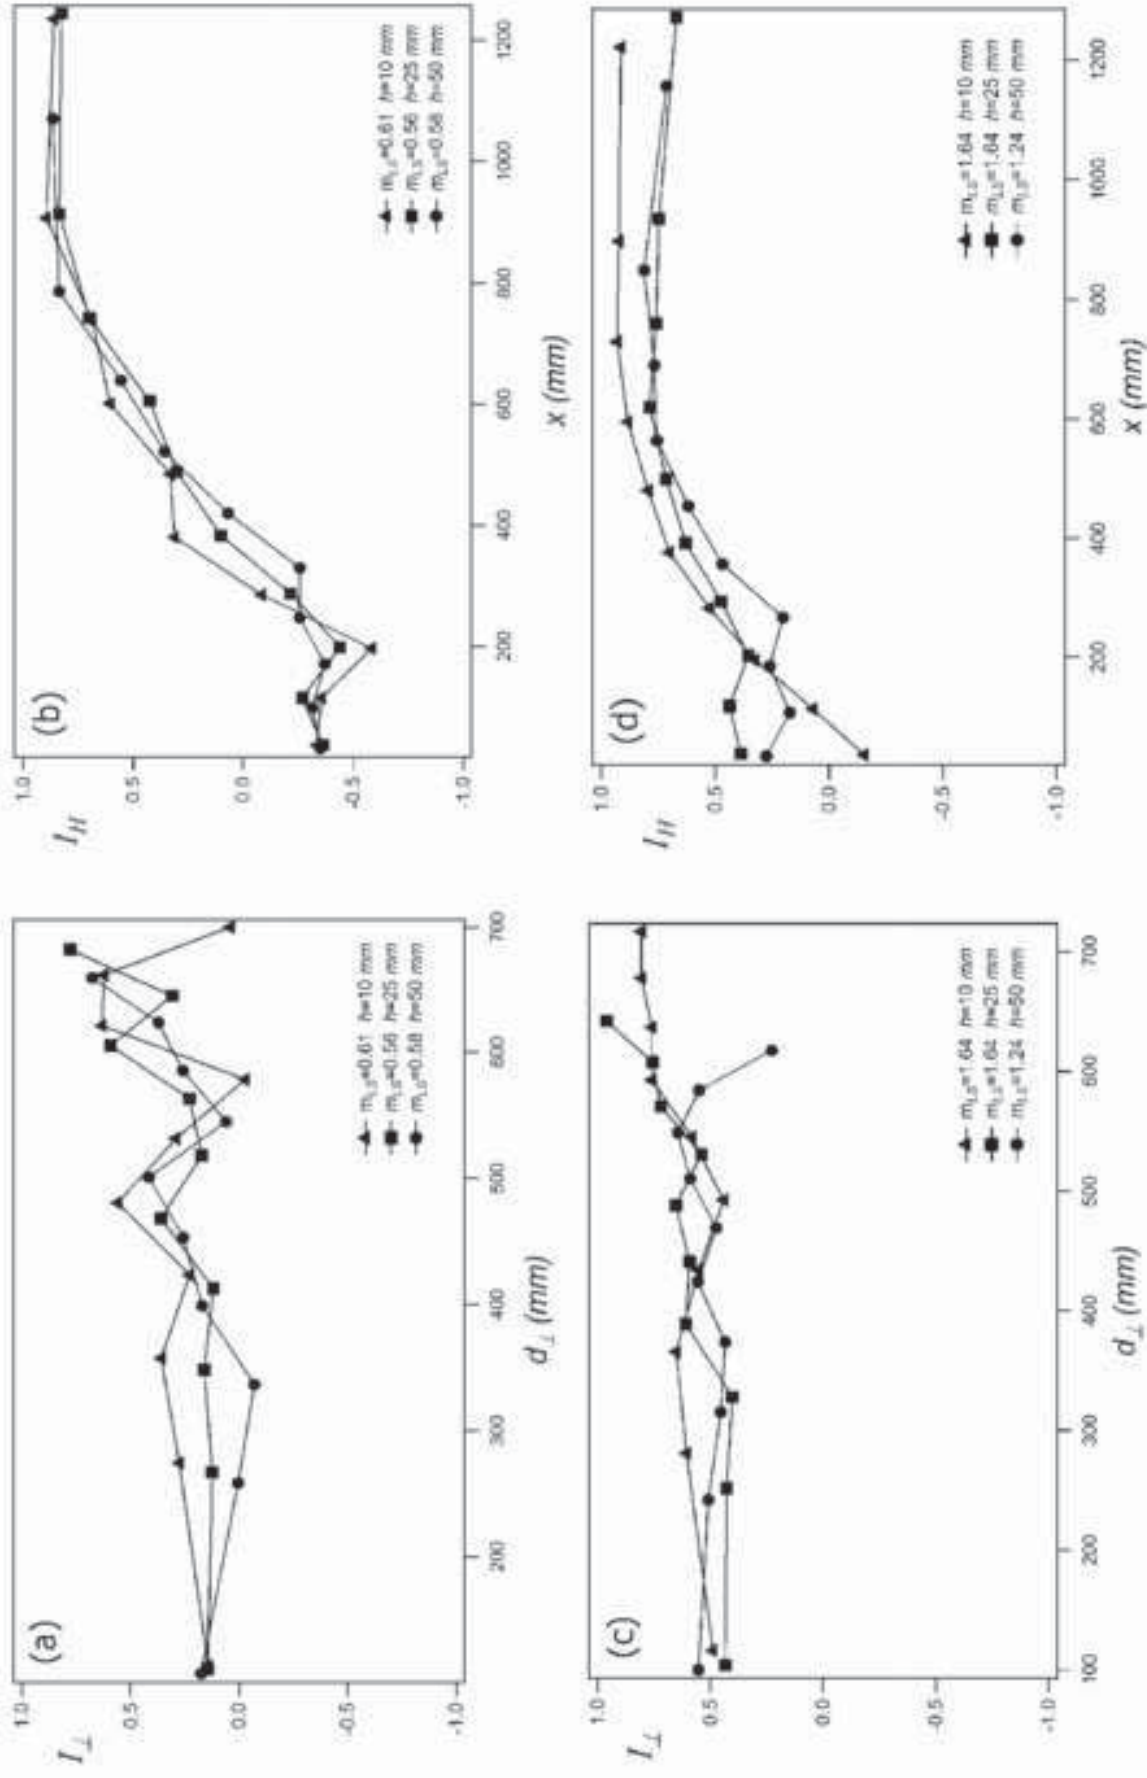 (a)
I⊥
1.0
0.5
0.0
-0.5
-1.0
200
300
400
500
600
700
d⊥ (mm)
m_LS=0.61 h=10 mm
m_LS=0.56 h=25 mm
m_LS=0.58 h=50 mm
(b)
I_H
1.0
0.5
0.0
-0.5
-1.0
200
400
600
800
1000
1200
x (mm)
m_LS=0.61 h=10 mm
m_LS=0.56 h=25 mm
m_LS=0.58 h=50 mm
(c)
I⊥
1.0
0.5
0.0
-0.5
-1.0
100
200
300
400
500
600
700
d⊥ (mm)
m_LS=1.64 h=10 mm
m_LS=1.64 h=25 mm
m_LS=1.24 h=50 mm
(d)
I_H
1.0
0.5
0.0
-0.5
-1.0
200
400
600
800
1000
1200
x (mm)
m_LS=1.64 h=10 mm
m_LS=1.64 h=25 mm
m_LS=1.24 h=50 mm